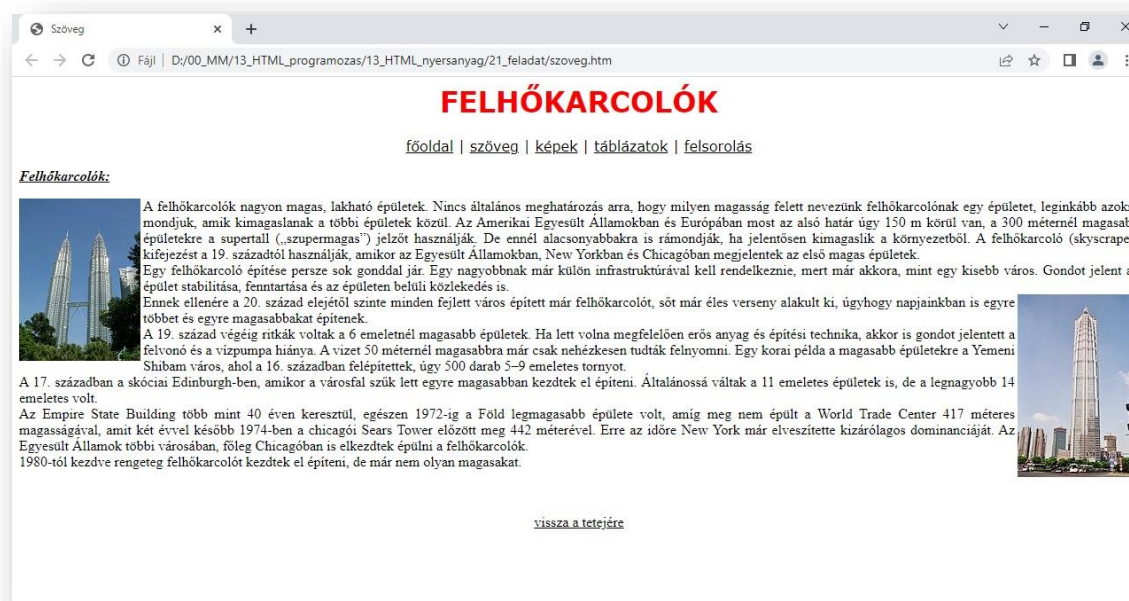 Szöveg
Fájl | D:/00_MM/13_HTML_programozas/13_HTML_nyersanyag/21_feladat/szoveg.htm
FELHŐKARCOLÓK
főoldal | szöveg | képek | táblázatok | felsorolás
Felhőkarcolók:
A felhőkarcolók nagyon magas, lakható épületek. Nincs általános meghatározás arra, hogy milyen magasság felett nevezünk felhőkarcolónak egy épületet, leginkább azok
mondjuk, amik kimagaslanak a többi épületek közül. Az Amerikai Egyesült Államokban és Európában most az alsó határ úgy 150 m körül van, a 300 méternél magasab
épületekre a supertall („szupermagas”) jelzőt használják. De ennél alacsonyabbakra is rámondják, ha jelentősen kimagaslik a környezetből. A felhőkarcoló (skyscrape
kifejezést a 19. századtól használják, amikor az Egyesült Államokban, New Yorkban és Chicagóban megjelentek az első magas épületek.
Egy felhőkarcoló építése persze sok gonddal jár. Egy nagyobbnak már külön infrastruktúrával kell rendelkeznie, mert már akkora, mint egy kisebb város. Gondot jelent a
épület stabilitása, fenntartása és az épületen belüli közlekedés is.
Ennek ellenére a 20. század elejétől szinte minden fejlett város épített már felhőkarcolót, sőt már éles verseny alakult ki, úgyhogy napjainkban is egyre
többet és egyre magasabbakat építenek.
A 19. század végéig ritkák voltak a 6 emeletnél magasabb épületek. Ha lett volna megfelelően erős anyag és építési technika, akkor is gondot jelentett a
felvonó és a vízpumpa hiánya. A vizet 50 méternél magasabbra már csak nehézkesen tudták felnyomni. Egy korai példa a magasabb épületekre a Yemeni
Shibam város, ahol a 16. században felépítettek, úgy 500 darab 5–9 emeletes tornyot.
A 17. században a skóciai Edinburgh-ben, amikor a városfal szűk lett egyre magasabban kezdtek el építeni. Általánossá váltak a 11 emeletes épületek is, de a legnagyobb 14
emeletes volt.
Az Empire State Building több mint 40 éven keresztül, egészen 1972-ig a Föld legmagasabb épülete volt, amíg meg nem épült a World Trade Center 417 méteres
magasságával, amit két évvel később 1974-ben a chicagói Sears Tower előzött meg 442 méterével. Erre az időre New York már elveszítette kizárólagos dominanciáját. Az
Egyesült Államok többi városában, főleg Chicagóban is elkezdtek épülni a felhőkarcolók.
1980-tól kezdve rengeteg felhőkarcolót kezdtek el építeni, de már nem olyan magasakat.
vissza a tetejére